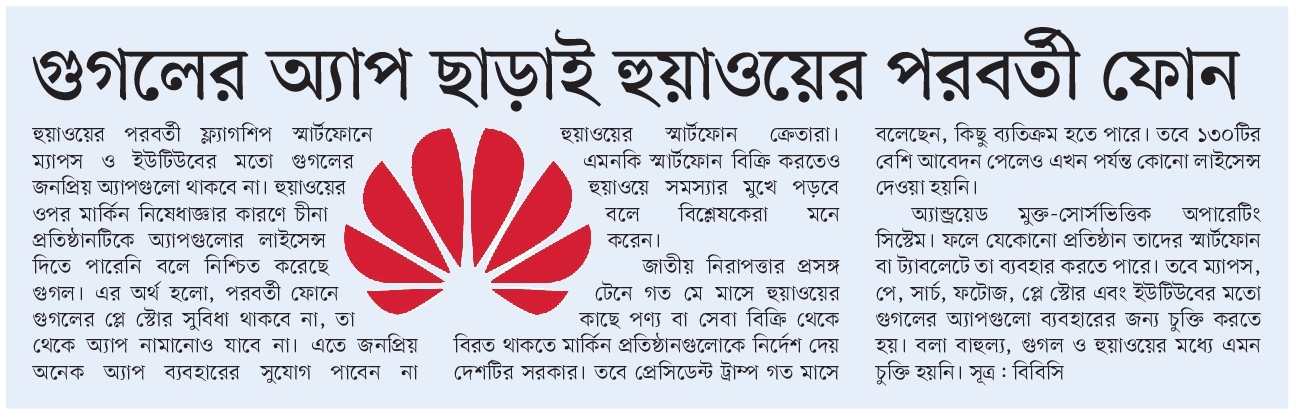 গুগলের অ্যাপ ছাড়াই হুয়াওয়ের পরবর্তী ফোন
হুয়াওয়ের পরবর্তী ফ্ল্যাগশিপ স্মার্টফোনে
ম্যাপস ও ইউটিউবের মতো গুগলের
জনপ্রিয় অ্যাপগুলো থাকবে না। হুয়াওয়ের
ওপর মার্কিন নিষেধাজ্ঞার কারণে চীনা
প্রতিষ্ঠানটিকে অ্যাপগুলোর লাইসেন্স
দিতে পারেনি বলে নিশ্চিত করেছে
গুগল। এর অর্থ হলো, পরবর্তী ফোনে
গুগলের প্লে স্টোর সুবিধা থাকবে না, তা
থেকে অ্যাপ নামানোও যাবে না। এতে জনপ্রিয়
অনেক অ্যাপ ব্যবহারের সুযোগ পাবেন না
হুয়াওয়ের স্মার্টফোন ক্রেতারা।
এমনকি স্মার্টফোন বিক্রি করতেও
হুয়াওয়ে সমস্যার মুখে পড়বে
বলে বিশ্লেষকেরা মনে
করেন।
জাতীয় নিরাপত্তার প্রসঙ্গ
টেনে গত মে মাসে হুয়াওয়ের
কাছে পণ্য বা সেবা বিক্রি থেকে
বিরত থাকতে মার্কিন প্রতিষ্ঠানগুলোকে নির্দেশ দেয়
দেশটির সরকার। তবে প্রেসিডেন্ট ট্রাম্প গত মাসে
বলেছেন, কিছু ব্যতিক্রম হতে পারে। তবে ১৩০টির
বেশি আবেদন পেলেও এখন পর্যন্ত কোনো লাইসেন্স
দেওয়া হয়নি।
অ্যান্ড্রয়েড মুক্ত-সোর্সভিত্তিক অপারেটিং
সিস্টেম। ফলে যেকোনো প্রতিষ্ঠান তাদের স্মার্টফোন
বা ট্যাবলেটে তা ব্যবহার করতে পারে। তবে ম্যাপস,
পে, সার্চ, ফটোজ, প্লে স্টোর এবং ইউটিউবের মতো
গুগলের অ্যাপগুলো ব্যবহারের জন্য চুক্তি করতে
হয়। বলা বাহুল্য, গুগল ও হুয়াওয়ের মধ্যে এমন
চুক্তি হয়নি। সূত্র : বিবিসি